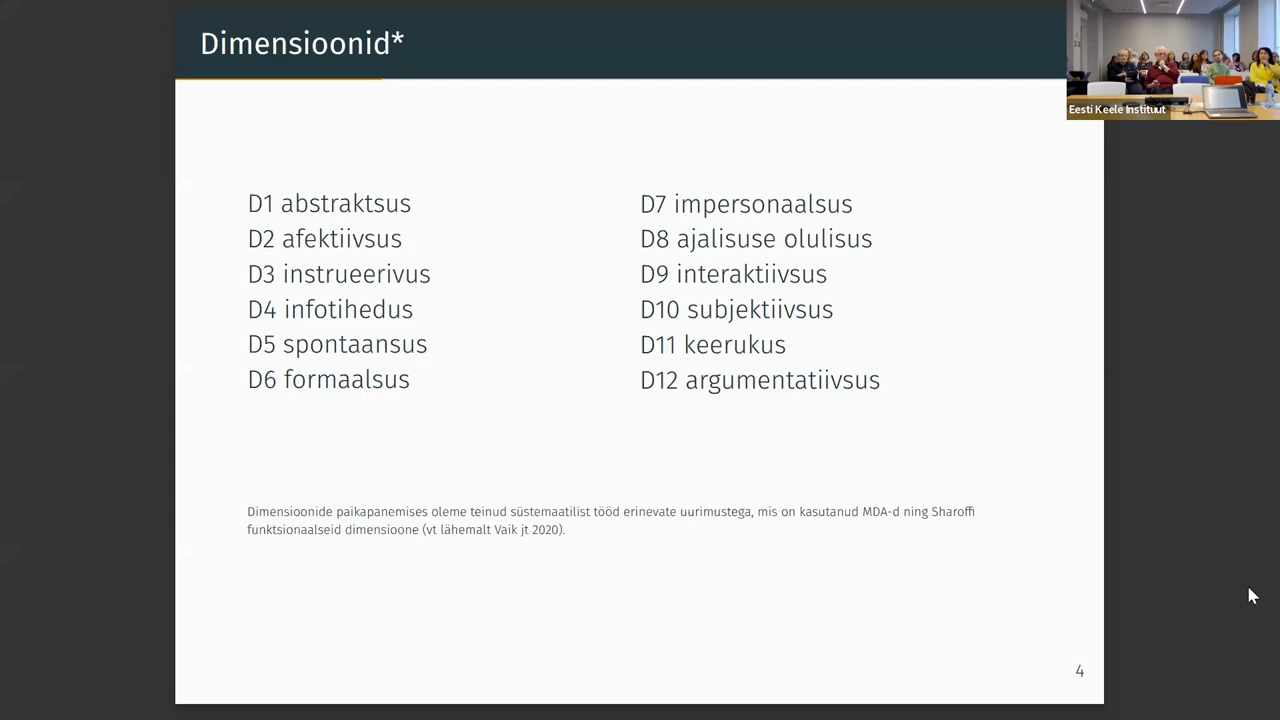 Dimensioonid*
Eesti Keele Instituut
D1 abstraktsus
D2 afektiivsus
D3 instrueerivus
D4 infotihedus
D5 spontaansus
D6 formaalsus
D7 impersonaalsus
D8 ajalisuse olulisus
D9 interaktiivsus
D10 subjektiivsus
D11 keerukus
D12 argumentatiivsus
Dimensioonide paikapanemises oleme teinud süstemaatilist tööd erinevate uurimustega, mis on kasutanud MDA-d ning Sharoffi
funktsionaalseid dimensioone (vt lähemalt Vaik jt 2020).
4